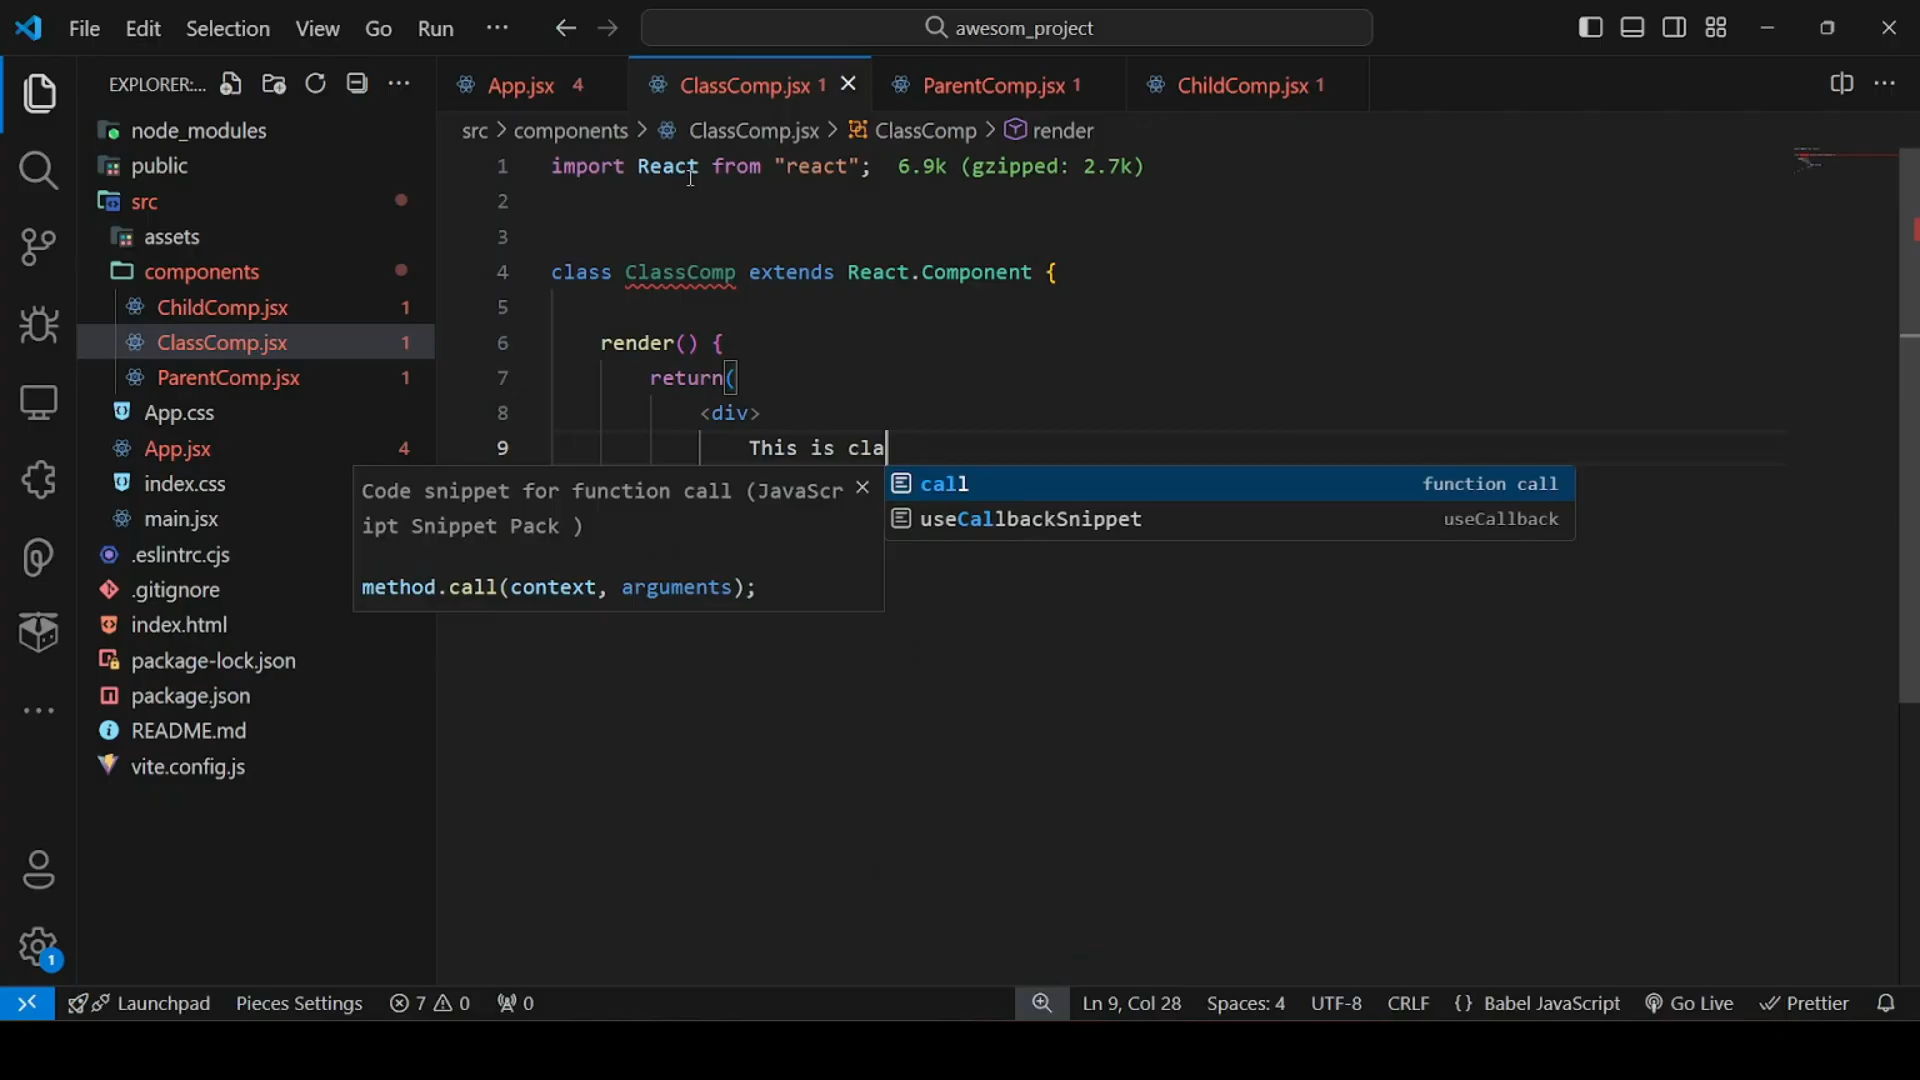 File Edit Selection View Go Run ··· awesom_project
EXPLORER:... ···
App.jsx 4 ClassComp.jsx 1 ParentComp.jsx 1 ChildComp.jsx 1 ···
src > components > ClassComp.jsx > ClassComp > render
node_modules
public
src
assets
components
ChildComp.jsx 1
ClassComp.jsx 1
ParentComp.jsx 1
App.css
App.jsx 4
index.css
main.jsx
.eslintrc.cjs
.gitignore
index.html
package-lock.json
package.json
README.md
vite.config.js
1 import React from "react"; 6.9k (gzipped: 2.7k)
2
3
4 class ClassComp extends React.Component {
5
6 render() {
7 return(
8 <div>
9 This is cla
call function call
useCallbackSnippet useCallback
Code snippet for function call (JavaScr
ipt Snippet Pack )
method.call(context, arguments);
1
Launchpad Pieces Settings 7 0 0 Ln 9, Col 28 Spaces: 4 UTF-8 CRLF {} Babel JavaScript Go Live Prettier